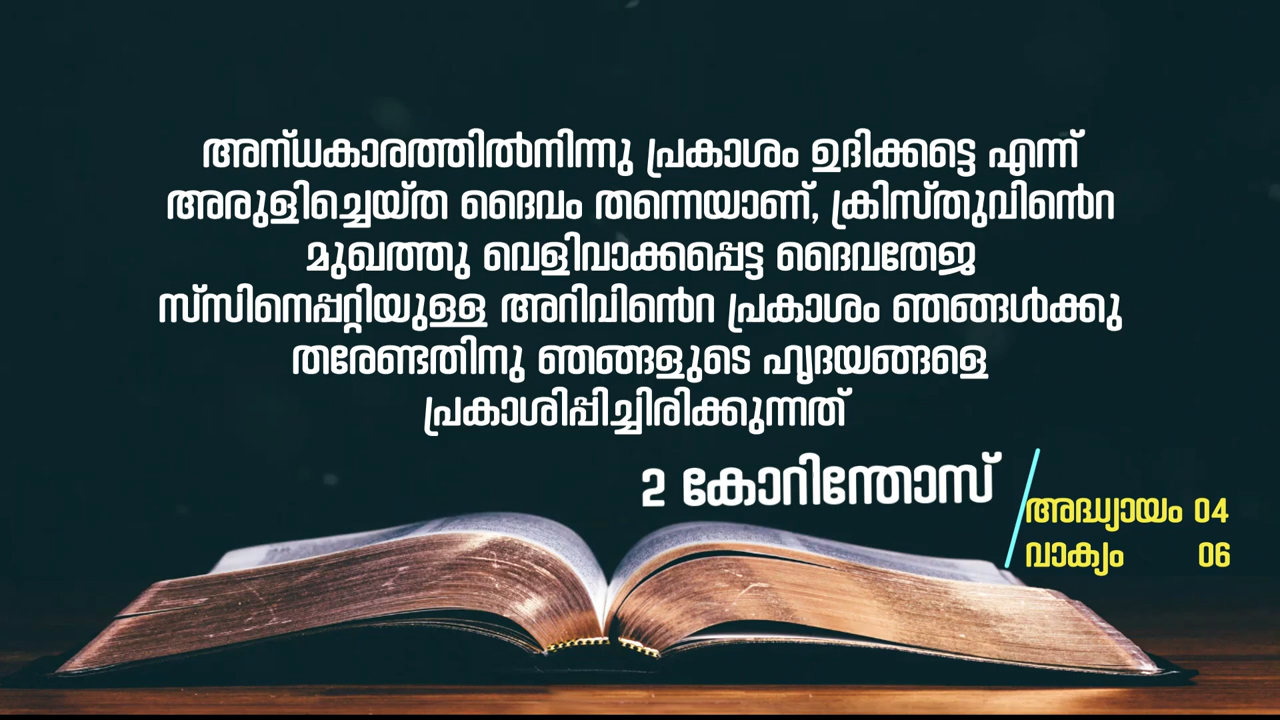 അന്ധകാരത്തിൽനിന്നു പ്രകാശം ഉദിക്കട്ടെ എന്ന്
അരുളിച്ചെയ്ത ദൈവം തന്നെയാണ്, ക്രിസ്തുവിൻെറ
മുഖത്തു വെളിവാക്കപ്പെട്ട ദൈവതേജ
സ്സിനെപ്പറ്റിയുള്ള അറിവിൻെറ പ്രകാശം ഞങ്ങൾക്കു
തരേണ്ടതിനു ഞങ്ങളുടെ ഹൃദയങ്ങളെ
പ്രകാശിപ്പിച്ചിരിക്കുന്നത്
2 കോറിന്തോസ്
അദ്ധ്യായം 04
വാക്യം 06